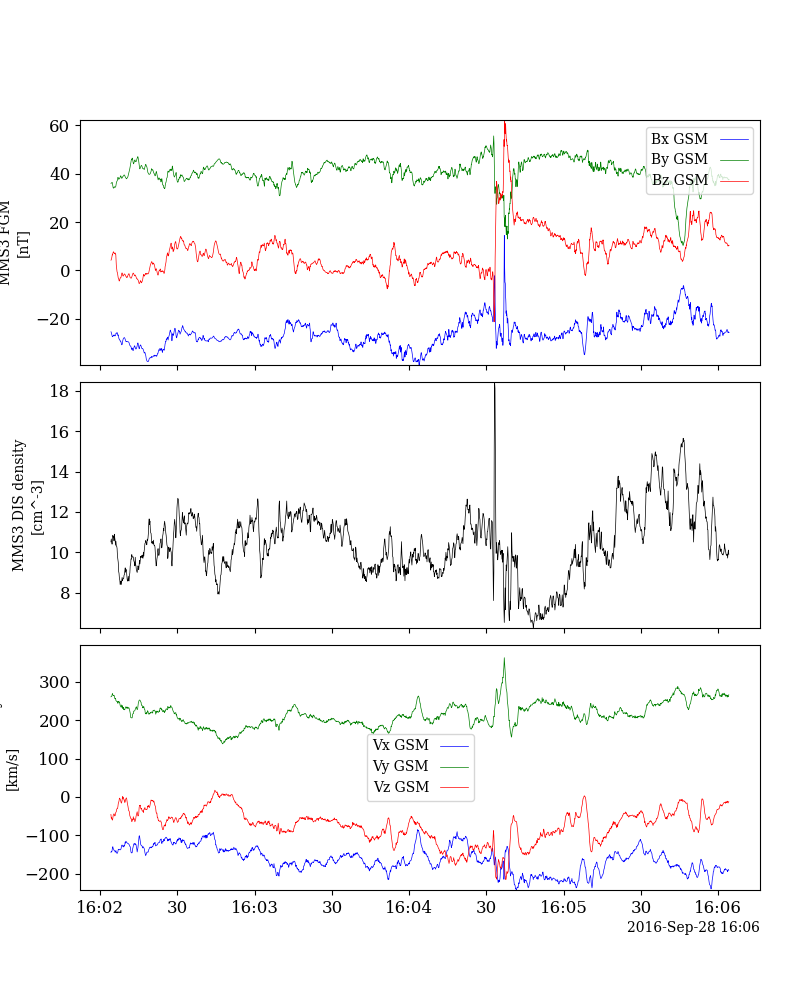 60
40
20
0
−20
MMS3 FGM
[nT]
Bx GSM
By GSM
Bz GSM
18
16
14
12
10
8
MMS3 DIS density
[cm^-3]
300
200
100
0
−100
−200
[km/s]
Vx GSM
Vy GSM
Vz GSM
16:02
30
16:03
30
16:04
30
16:05
30
16:06
2016-Sep-28 16:06